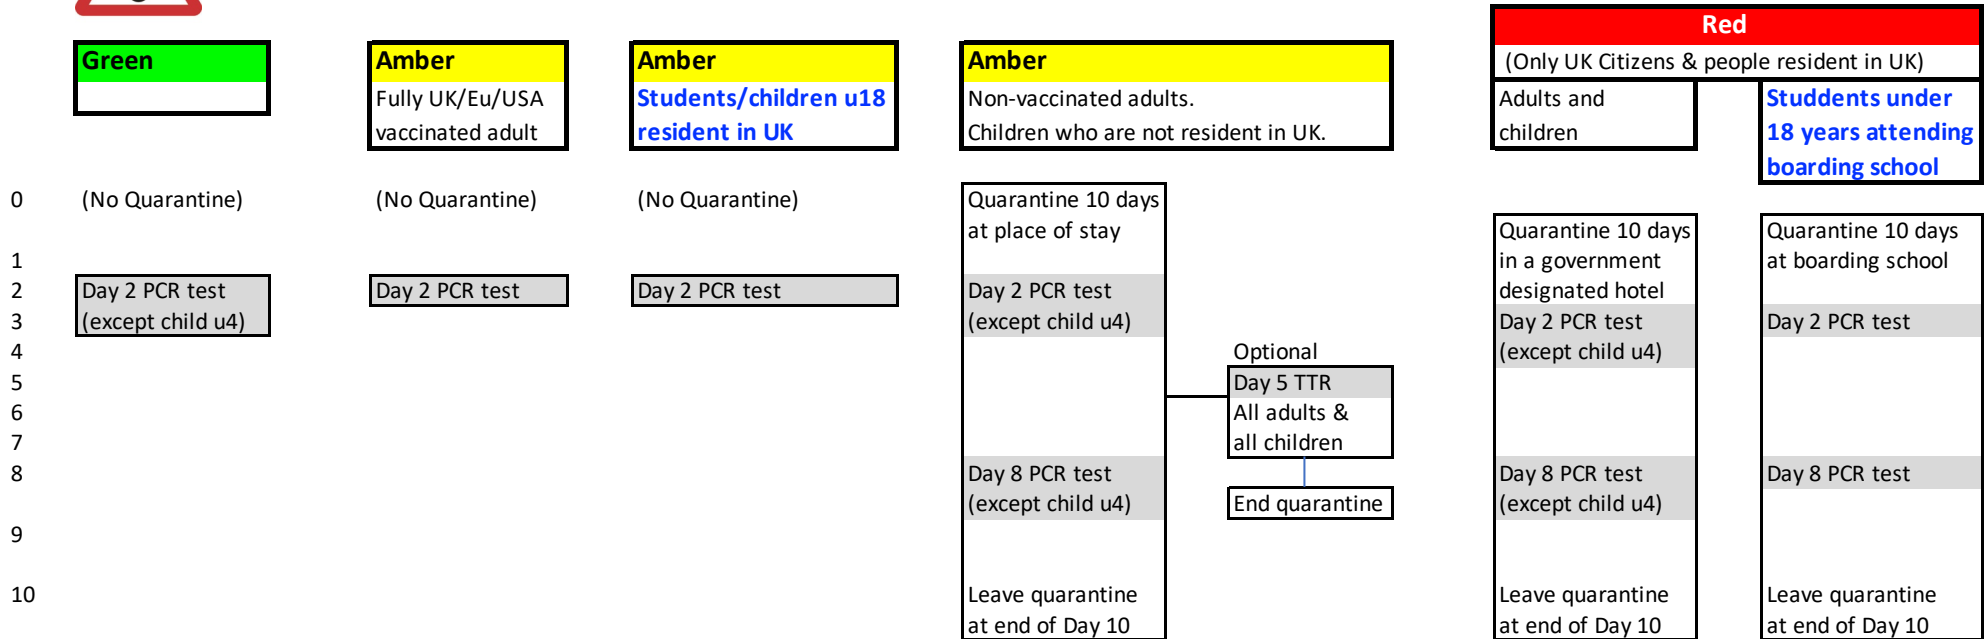 Green
(No Quarantine)
Day 2 PCR test
(except child u4)
Amber
Fully UK/Eu/USA
vaccinated adult
(No Quarantine)
Day 2 PCR test
Amber
Students/children u18
resident in UK
(No Quarantine)
Day 2 PCR test
Amber
Non-vaccinated adults.
Children who are not resident in UK.
Quarantine 10 days
at place of stay
Day 2 PCR test
(except child u4)
Day 8 PCR test
(except child u4)
Leave quarantine
at end of Day 10
Optional
Day 5 TTR
All adults &
all children
End quarantine
Red
(Only UK Citizens & people resident in UK)
Adults and
children
Quarantine 10 days
in a government
designated hotel
Day 2 PCR test
(except child u4)
Day 8 PCR test
(except child u4)
Leave quarantine
at end of Day 10
Studdents under
18 years attending
boarding school
Quarantine 10 days
at boarding school
Day 2 PCR test
Day 8 PCR test
Leave quarantine
at end of Day 10
0
1
2
3
4
5
6
7
8
9
10